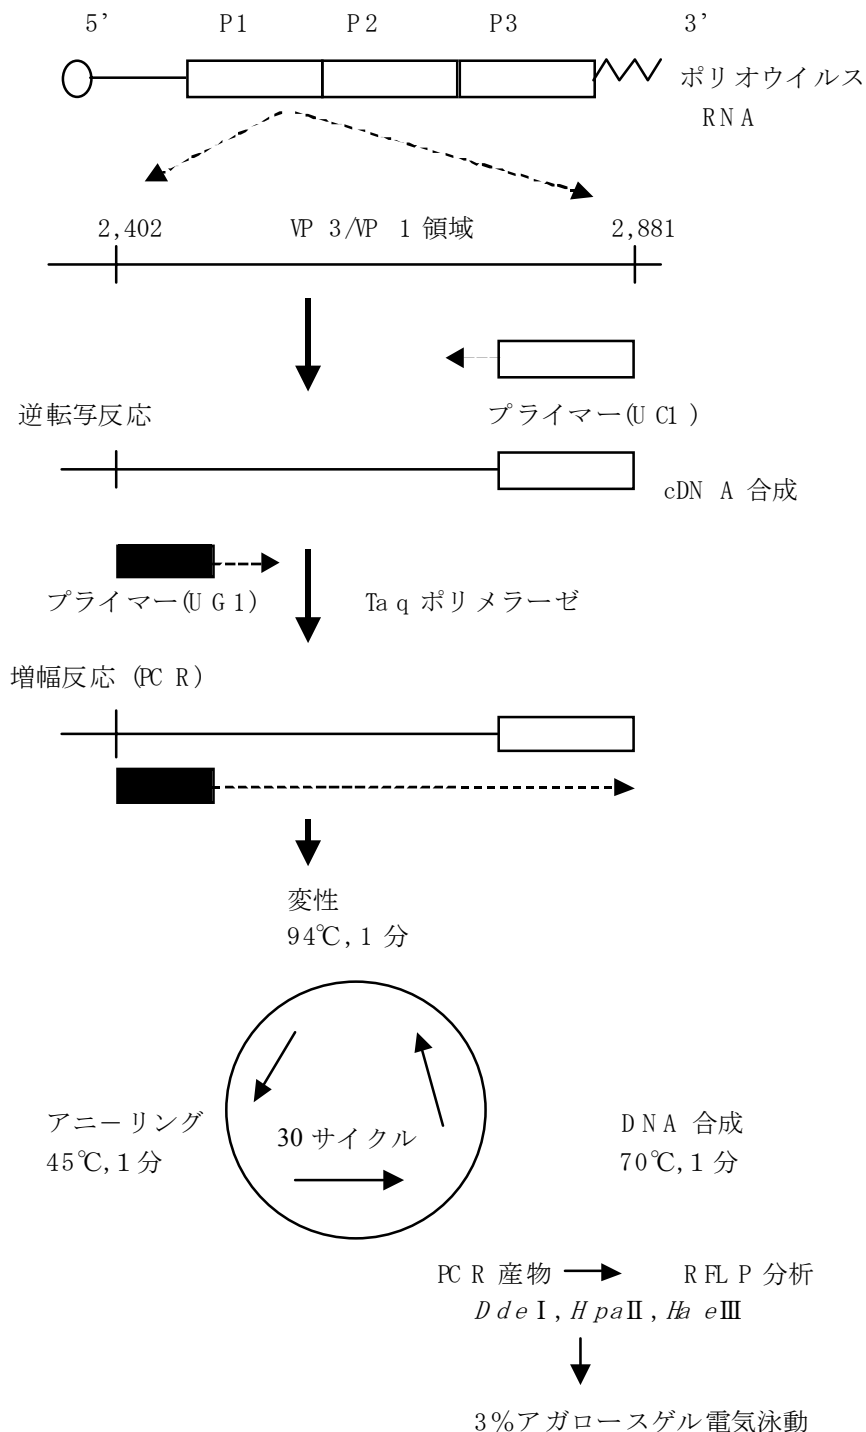 5’ P1 P2 P3 3’
ポリオウイルス
RNA
2,402 VP 3/VP 1 領域 2,881
逆転写反応 プライマー(UC1)
cDNA 合成
プライマー(UG1) Taq ポリメラーゼ
増幅反応 (PCR)
変性
94℃, 1 分
アニ－リング
45℃, 1 分
30 サイクル
DNA 合成
70℃, 1 分
PCR 産物 RFLP 分析
DdeⅠ, HpaⅡ, HaeⅢ
3%アガロースゲル電気泳動